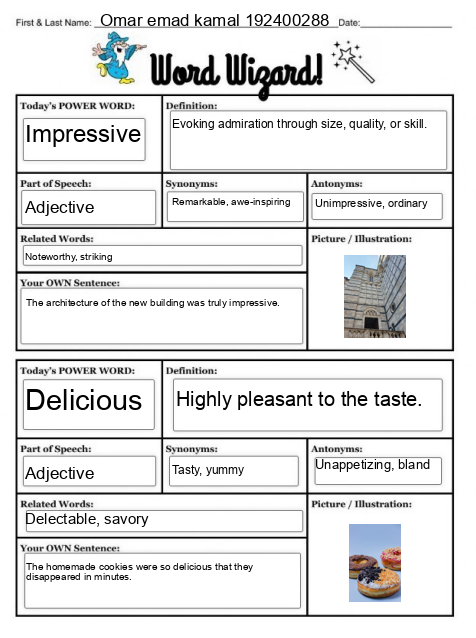 First & Last Name: Omar emad kamal 192400288 Date:
Word Wizard!
Today's POWER WORD: Definition:
Impressive Evoking admiration through size, quality, or skill.
Part of Speech: Synonyms: Antonyms:
Adjective Remarkable, awe-inspiring Unimpressive, ordinary
Related Words: Picture / Illustration:
Noteworthy, striking
Your OWN Sentence:
The architecture of the new building was truly impressive.
Today's POWER WORD: Definition:
Delicious Highly pleasant to the taste.
Part of Speech: Synonyms: Antonyms:
Adjective Tasty, yummy Unappetizing, bland
Related Words: Picture / Illustration:
Delectable, savory
Your OWN Sentence:
The homemade cookies were so delicious that they
disappeared in minutes.